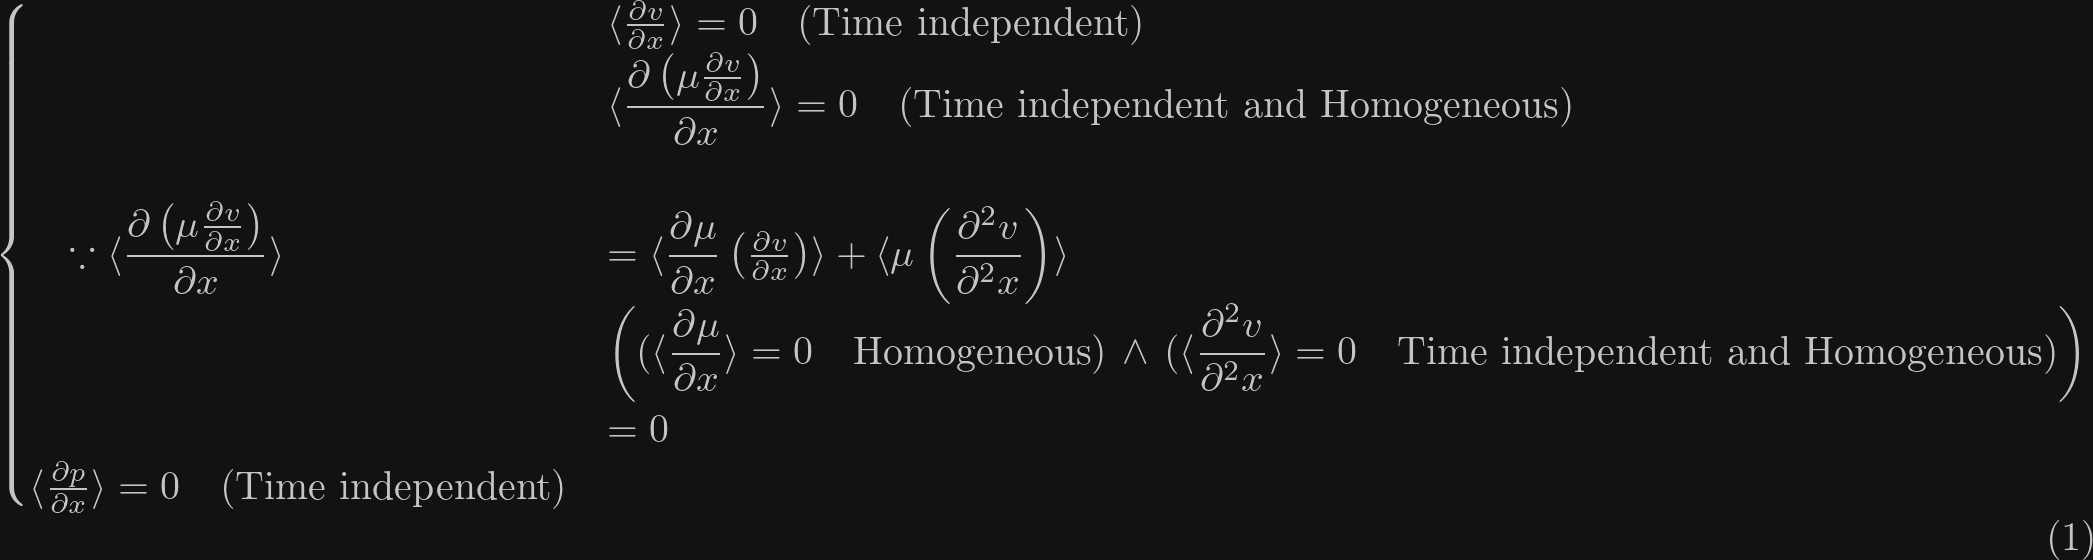 ⟨∂v/∂x⟩ = 0 (Time independent)
⟨∂(μ ∂v/∂x)/∂x⟩ = 0 (Time independent and Homogeneous)
∵ ⟨∂(μ ∂v/∂x)/∂x⟩ = ⟨∂μ/∂x (∂v/∂x)⟩ + ⟨μ (∂²v/∂²x)⟩
((⟨∂μ/∂x⟩ = 0 Homogeneous) ∧ (⟨∂²v/∂²x⟩ = 0 Time independent and Homogeneous))
= 0
⟨∂p/∂x⟩ = 0 (Time independent)
(1)